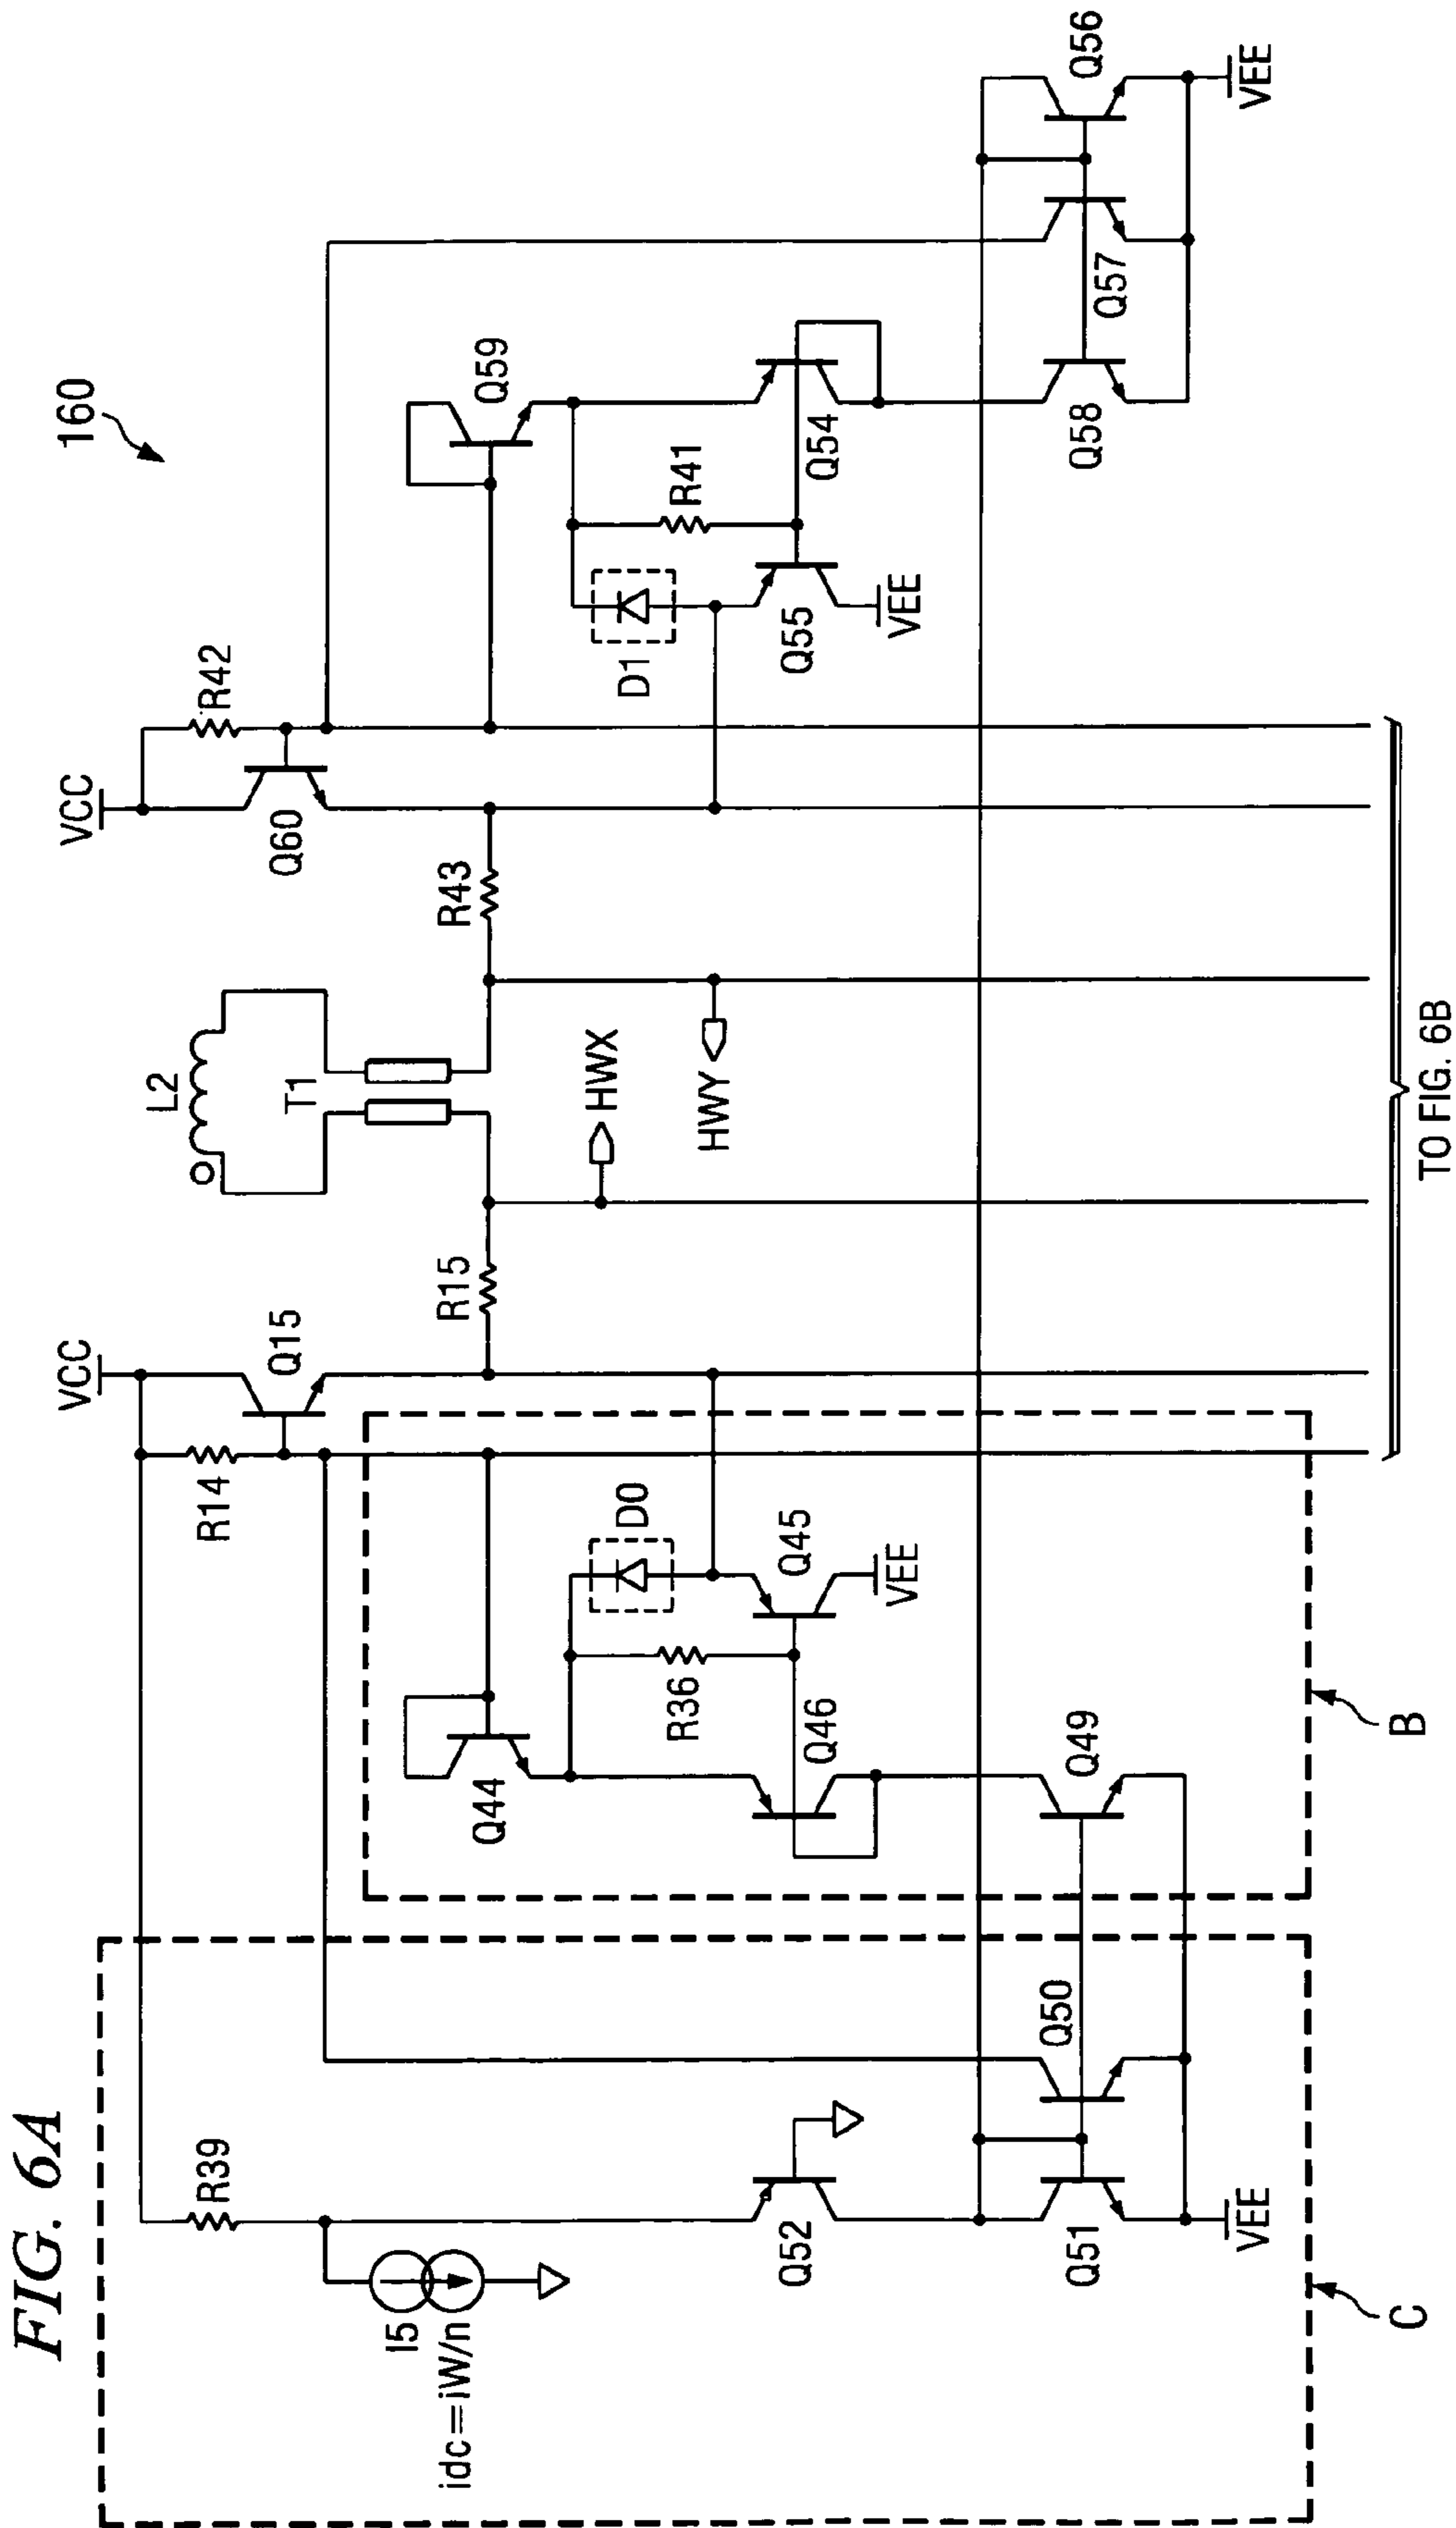 FIG. 6A
160
VCC
VCC
L2
T1
R39
R14
Q15
R15
R43
Q60
R42
I5
idc=iW/n
Q44
D0
R36
HWX
HWY
D1
R41
Q59
Q52
Q46
Q45
VEE
Q55
VEE
Q54
Q51
Q50
Q49
VEE
Q58
Q57
Q56
VEE
C
B
TO FIG. 6B